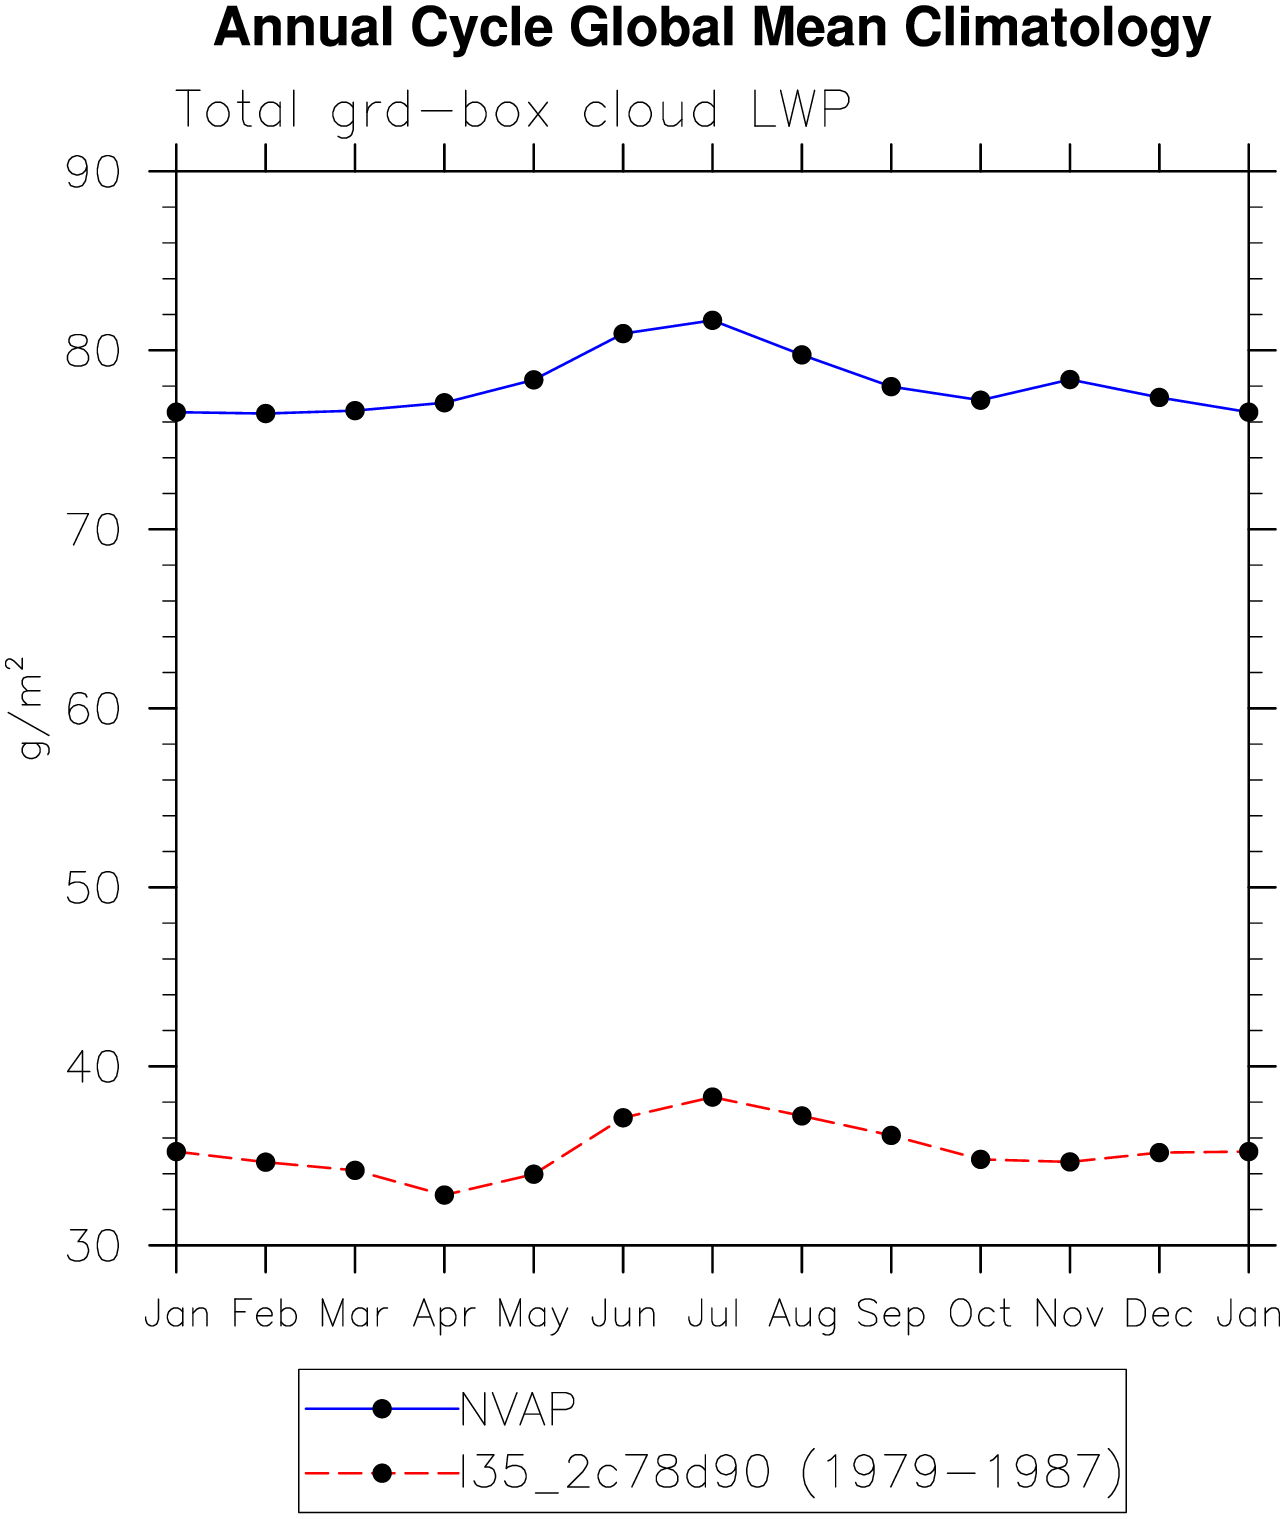 Annual Cycle Global Mean Climatology
Total grd-box cloud LWP
90
80
70
60
50
40
30
g/m²
Jan Feb Mar Apr May Jun Jul Aug Sep Oct Nov Dec Jan
NVAP
I35_2c78d90 (1979-1987)